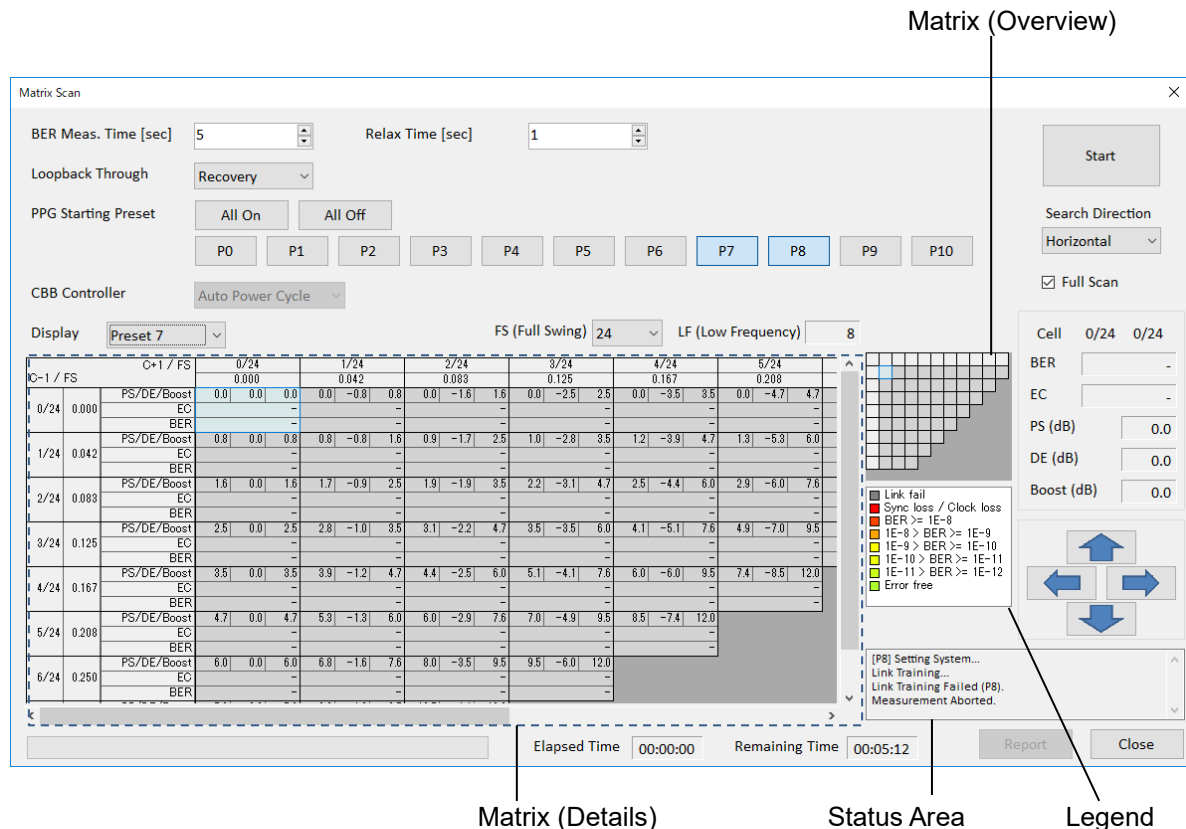 Matrix (Overview)
Matrix Scan
BER Meas. Time [sec] 5 Relax Time [sec] 1
Start
Loopback Through Recovery
PPG Starting Preset All On All Off
Search Direction
Horizontal
P0 P1 P2 P3 P4 P5 P6 P7 P8 P9 P10
Full Scan
CBB Controller Auto Power Cycle
Display Preset 7 FS (Full Swing) 24 LF (Low Frequency) 8
Cell 0/24 0/24
BER -
EC -
PS (dB) 0.0
DE (dB) 0.0
Boost (dB) 0.0
C+1 / FS 0/24 1/24 2/24 3/24 4/24 5/24
C-1 / FS 0.000 0.042 0.083 0.125 0.167 0.208
PS/DE/Boost 0.0 0.0 0.0 0.0 -0.8 0.8 0.0 -1.6 1.6 0.0 -2.5 2.5 0.0 -3.5 3.5 0.0 -4.7 4.7
0/24 0.000 EC - - - - - -
BER - - - - - -
PS/DE/Boost 0.8 0.0 0.8 0.8 -0.8 1.6 0.9 -1.7 2.5 1.0 -2.8 3.5 1.2 -3.9 4.7 1.3 -5.3 6.0
1/24 0.042 EC - - - - - -
BER - - - - - -
PS/DE/Boost 1.6 0.0 1.6 1.7 -0.9 2.5 1.9 -1.9 3.5 2.2 -3.1 4.7 2.5 -4.4 6.0 2.9 -6.0 7.6
2/24 0.083 EC - - - - - -
BER - - - - - -
PS/DE/Boost 2.5 0.0 2.5 2.8 -1.0 3.5 3.1 -2.2 4.7 3.5 -3.5 6.0 4.1 -5.1 7.6 4.9 -7.0 9.5
3/24 0.125 EC - - - - - -
BER - - - - - -
PS/DE/Boost 3.5 0.0 3.5 3.9 -1.2 4.7 4.4 -2.5 6.0 5.1 -4.1 7.6 6.0 -6.0 9.5 7.4 -8.5 12.0
4/24 0.167 EC - - - - - -
BER - - - - - -
PS/DE/Boost 4.7 0.0 4.7 5.3 -1.3 6.0 6.0 -2.9 7.6 7.0 -4.9 9.5 8.5 -7.4 12.0
5/24 0.208 EC - - - - -
BER - - - - -
PS/DE/Boost 6.0 0.0 6.0 6.8 -1.6 7.6 8.0 -3.5 9.5 9.5 -6.0 12.0
6/24 0.250 EC - - - -
BER - - - -
Link fail
Sync loss / Clock loss
BER >= 1E-8
1E-8 > BER >= 1E-9
1E-9 > BER >= 1E-10
1E-10 > BER >= 1E-11
1E-11 > BER >= 1E-12
Error free
[P8] Setting System...
Link Training...
Link Training Failed (P8).
Measurement Aborted.
Elapsed Time 00:00:00 Remaining Time 00:05:12 Report Close
Matrix (Details) Status Area Legend